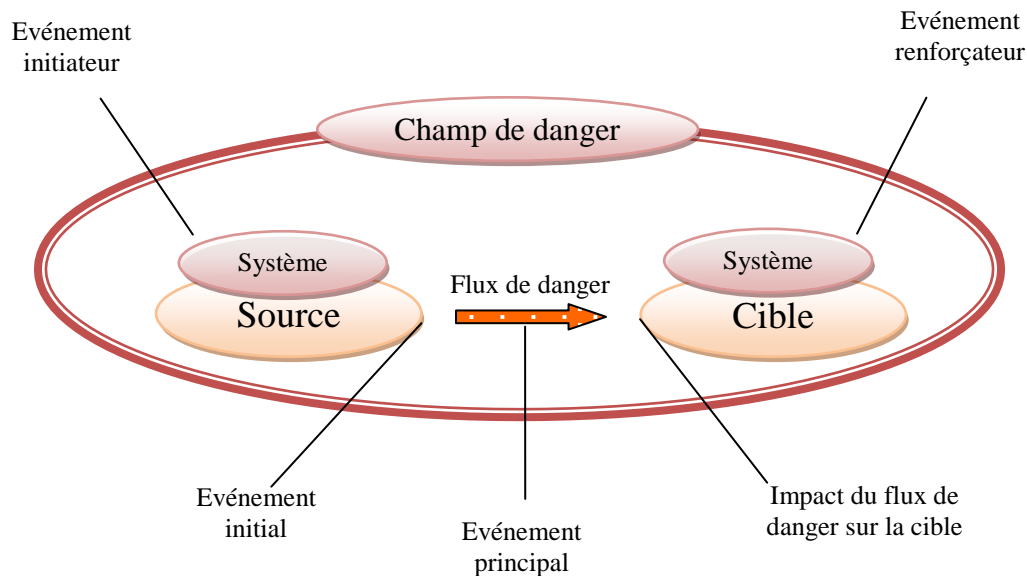 Evénement
initiateur
Evénement
renforçateur
Champ de danger
Système
Source
Flux de danger
Système
Cible
Evénement
initial
Evénement
principal
Impact du flux de
danger sur la cible